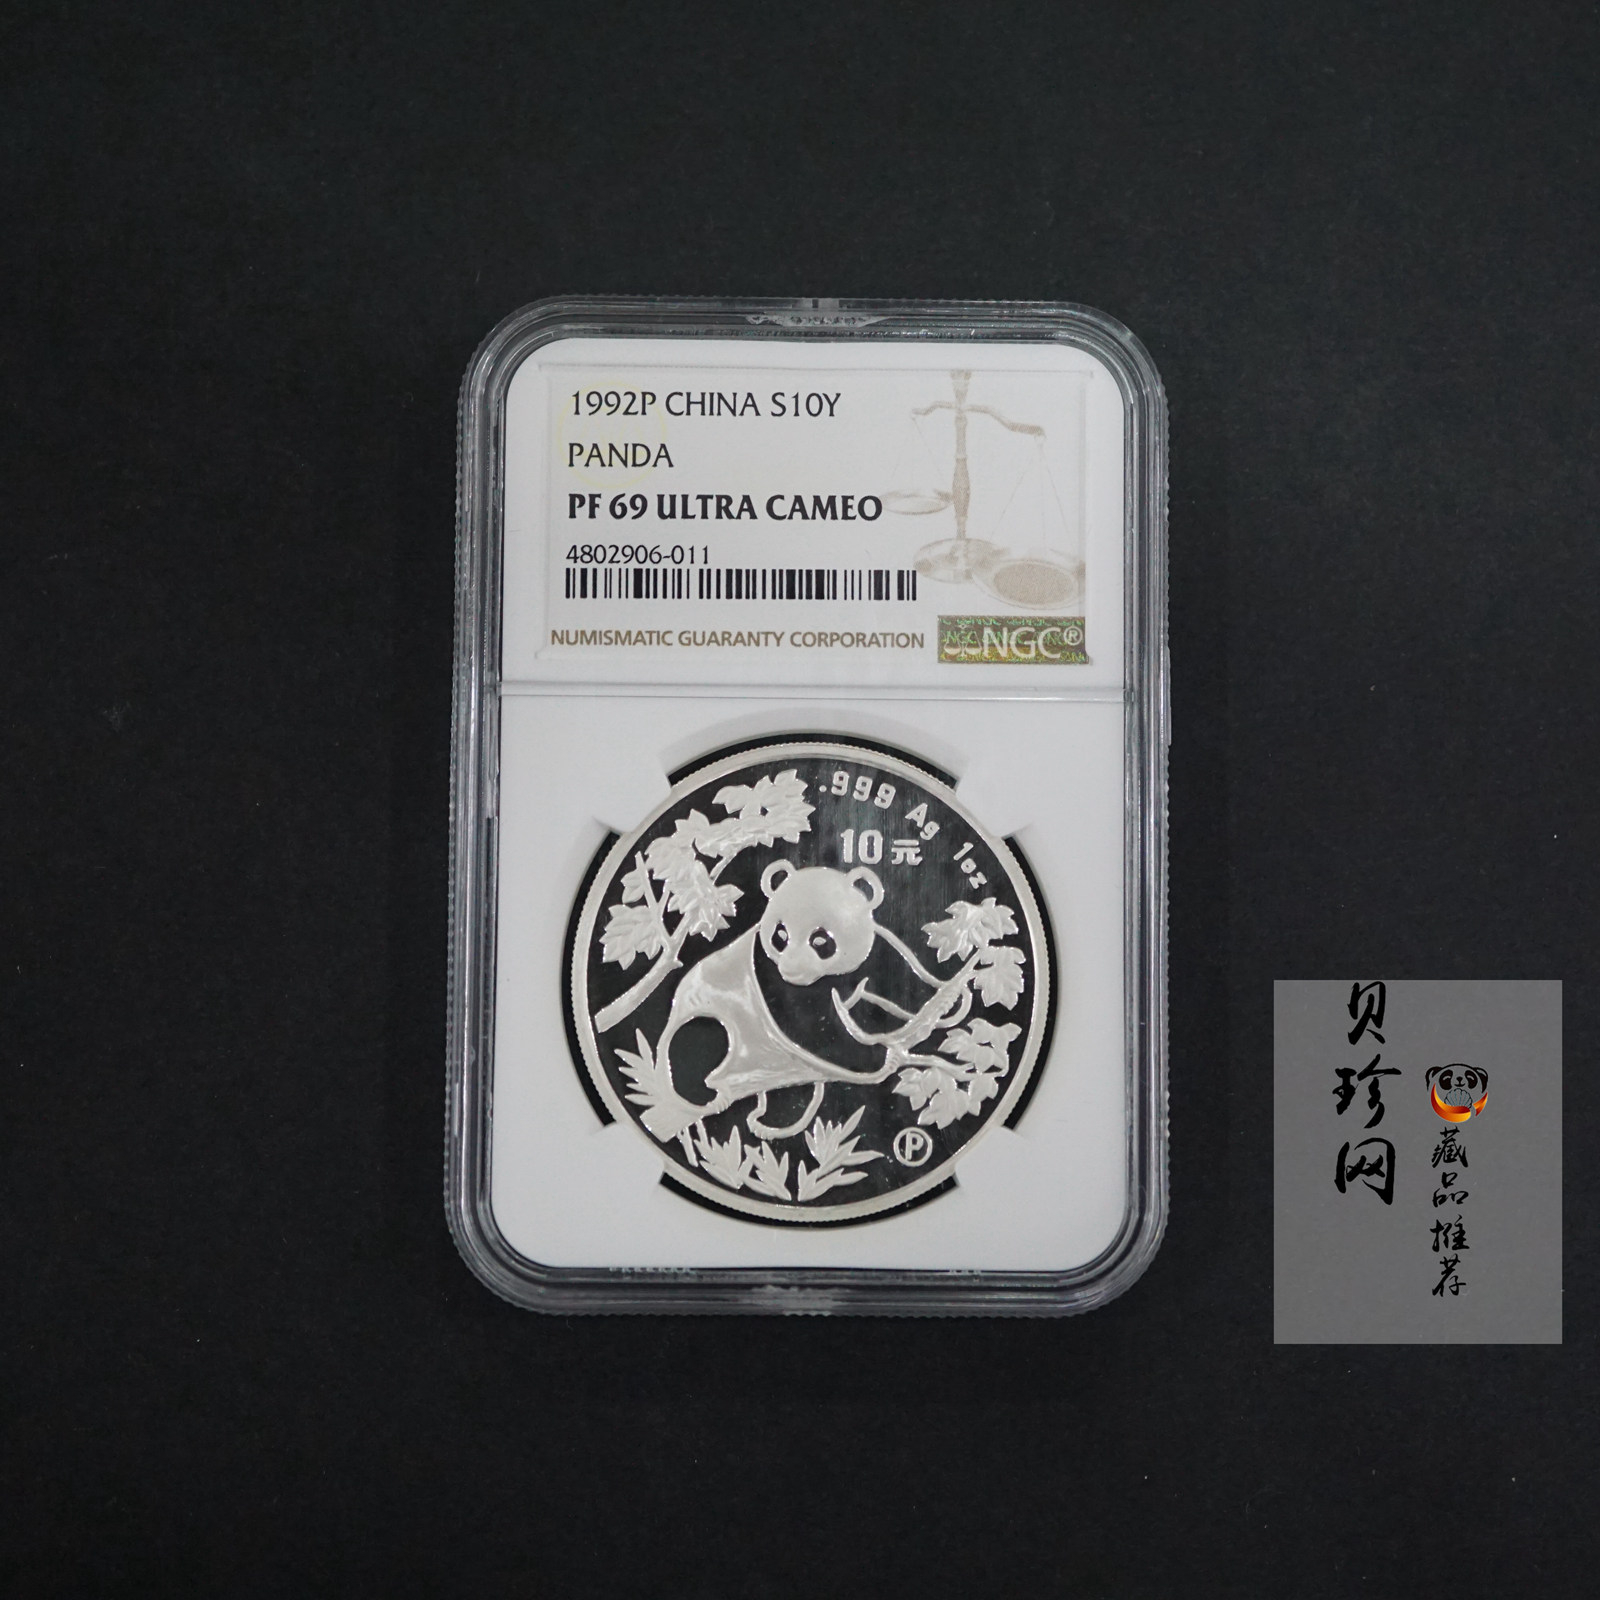 1992P CHINA S10Y
PANDA
PF 69 ULTRA CAMEO
4802906-011
NUMISMATIC GUARANTY CORPORATION
NGC®
.999 Ag 1oz
10元
P
贝珍网
藏品推荐